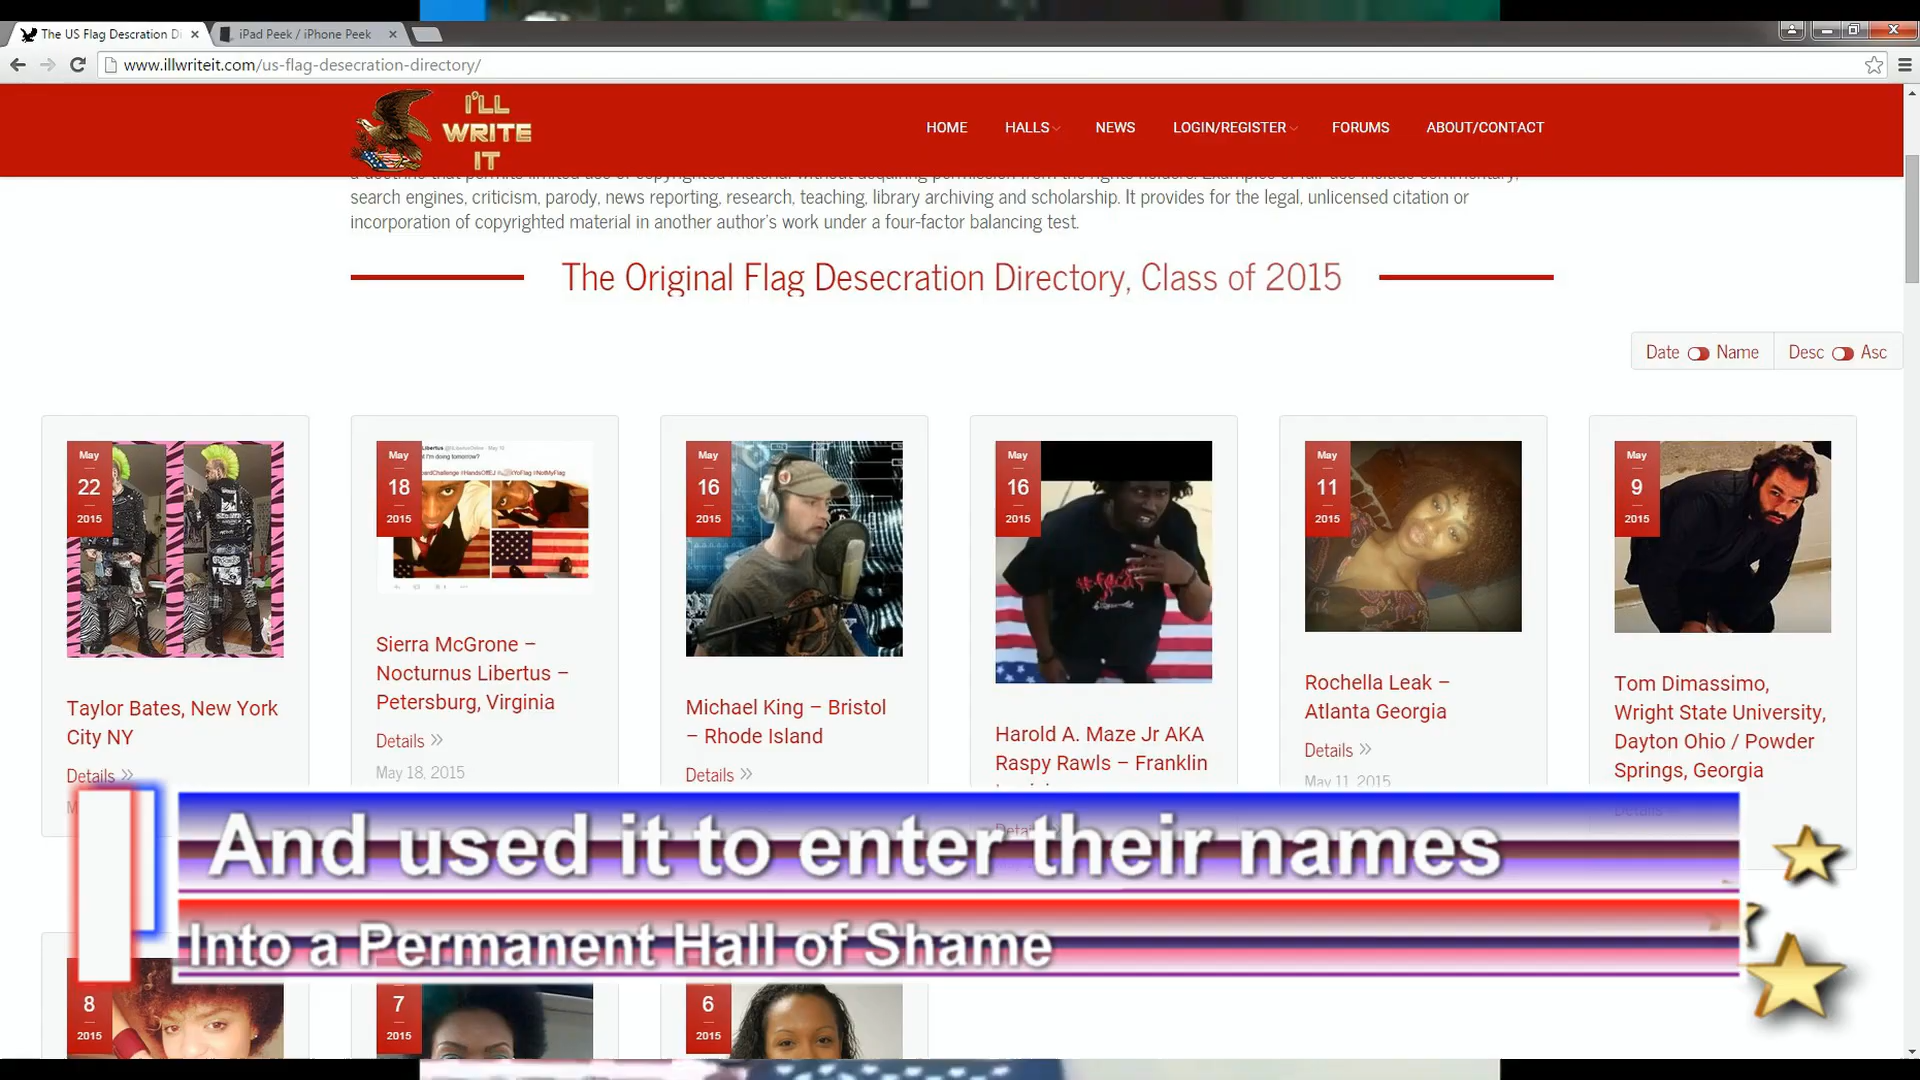 The US Flag Descration D
iPad Peek / iPhone Peek
www.illwriteit.com/us-flag-desecration-directory/
I'LL
WRITE
IT
HOME
HALLS
NEWS
LOGIN/REGISTER
FORUMS
ABOUT/CONTACT
search engines, criticism, parody, news reporting, research, teaching, library archiving and scholarship. It provides for the legal, unlicensed citation or
incorporation of copyrighted material in another author's work under a four-factor balancing test.
The Original Flag Desecration Directory, Class of 2015
Date Name
Desc Asc
May
22
2015
Taylor Bates, New York
City NY
Details »
May
18
2015
Sierra McGrone –
Nocturnus Libertus –
Petersburg, Virginia
Details »
May 18, 2015
May
16
2015
Michael King – Bristol
– Rhode Island
Details »
May
16
2015
Harold A. Maze Jr AKA
Raspy Rawls – Franklin
May
11
2015
Rochella Leak –
Atlanta Georgia
Details »
May 11, 2015
May
9
2015
Tom Dimassimo,
Wright State University,
Dayton Ohio / Powder
Springs, Georgia
Details
And used it to enter their names
Into a Permanent Hall of Shame
8
2015
7
2015
6
2015